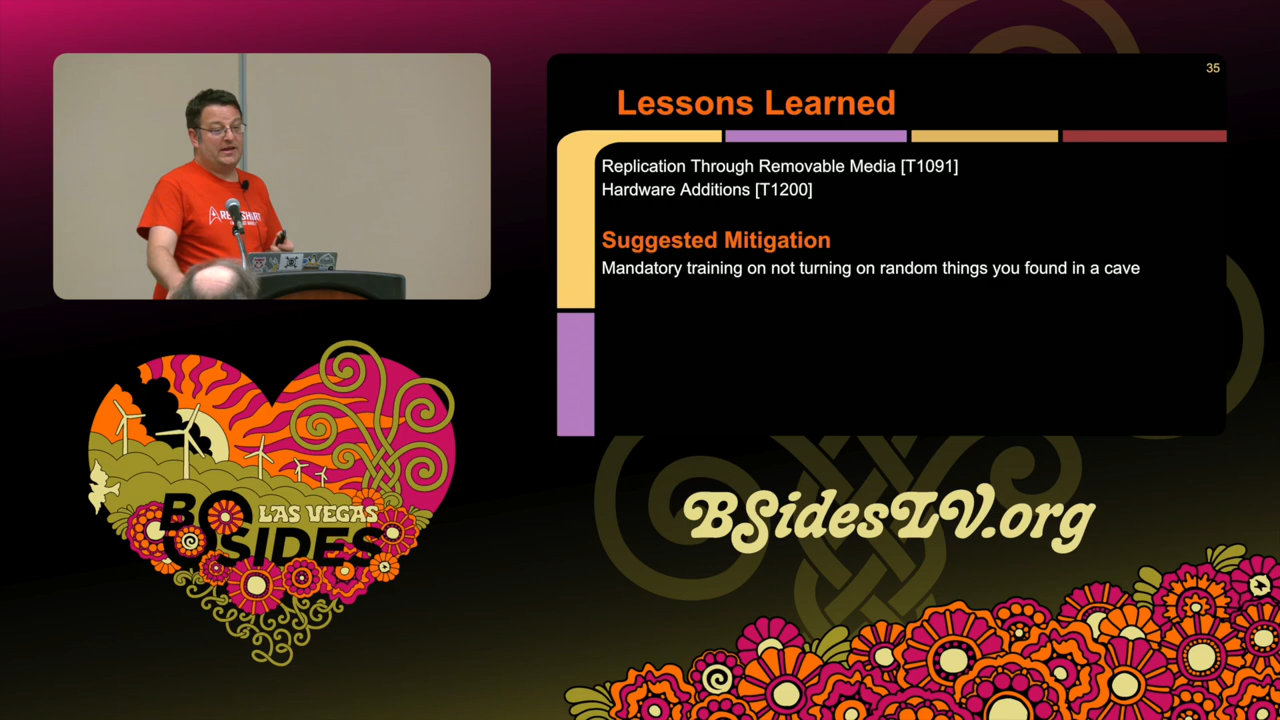 35
Lessons Learned
Replication Through Removable Media [T1091]
Hardware Additions [T1200]
Suggested Mitigation
Mandatory training on not turning on random things you found in a cave
LAS VEGAS
BSidesLV.org